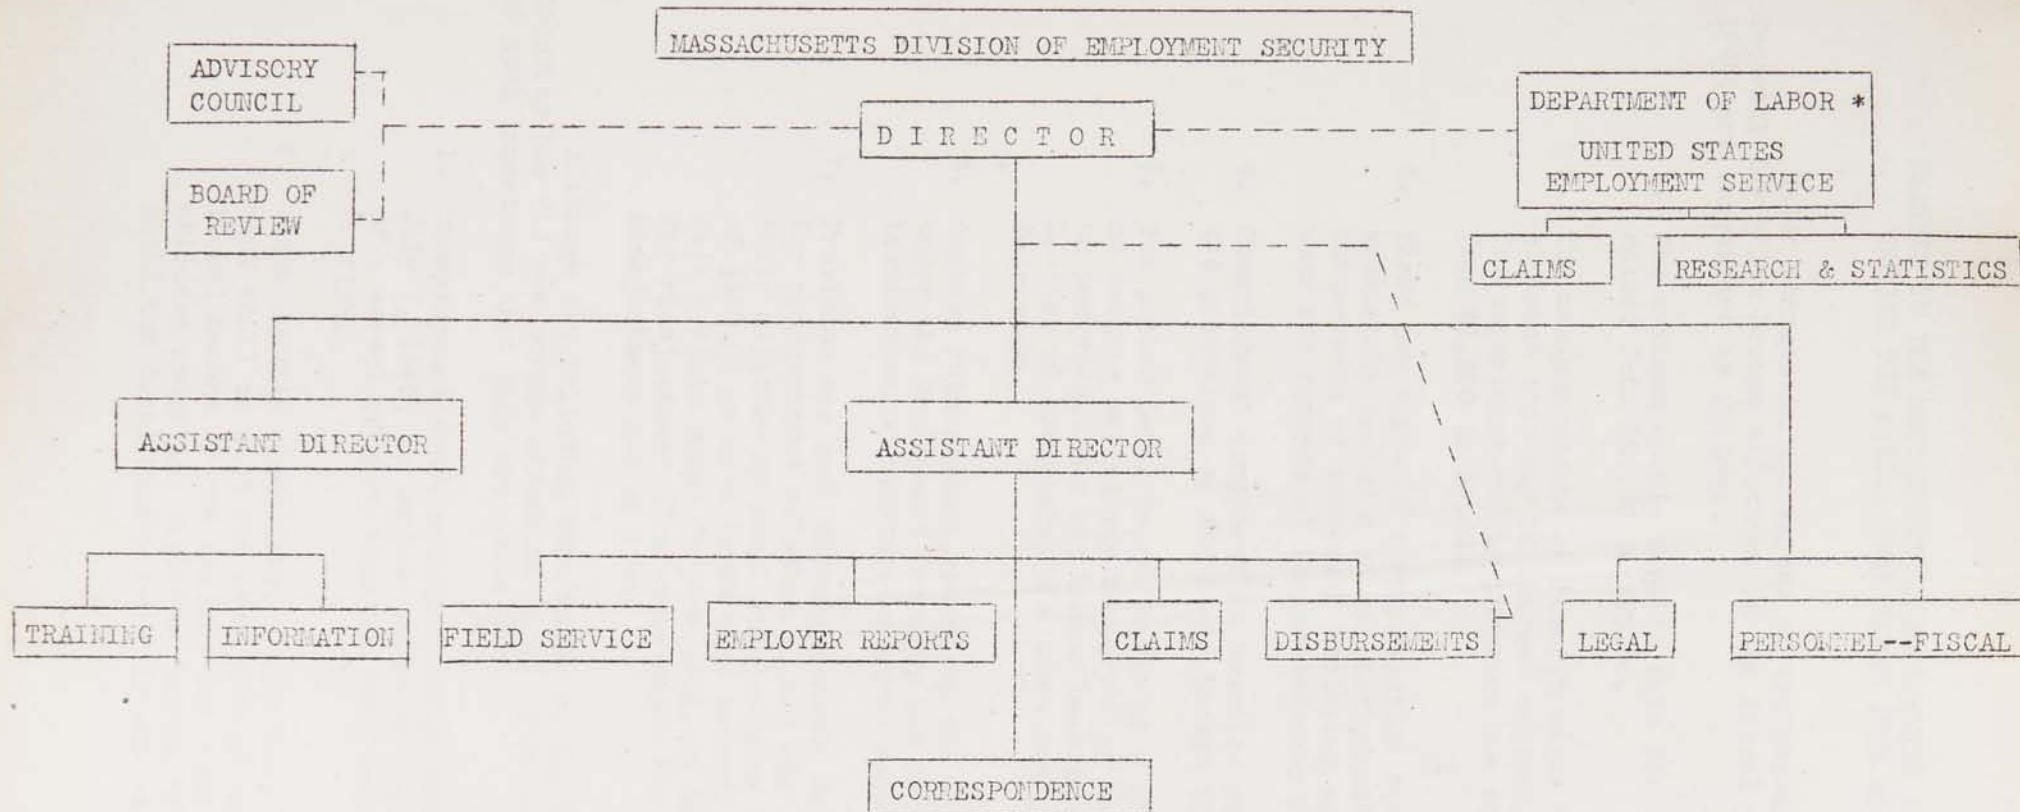 MASSACHUSETTS DIVISION OF EMPLOYMENT SECURITY
ADVISORY
COUNCIL
DIRECTOR
DEPARTMENT OF LABOR *
UNITED STATES
EMPLOYMENT SERVICE
BOARD OF
REVIEW
CLAIMS
RESEARCH & STATISTICS
ASSISTANT DIRECTOR
ASSISTANT DIRECTOR
TRAINING
INFORMATION
FIELD SERVICE
EMPLOYER REPORTS
CLAIMS
DISBURSEMENTS
LEGAL
PERSONNEL--FISCAL
CORRESPONDENCE